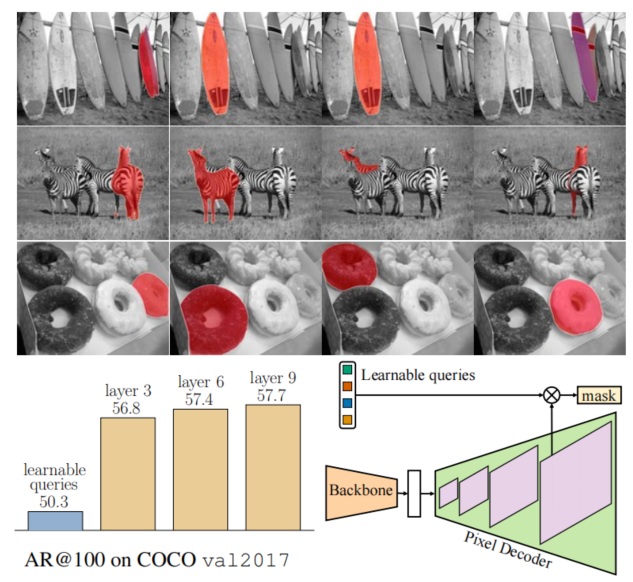 layer 3
56.8
layer 6
57.4
layer 9
57.7
learnable
queries
50.3
AR@100 on COCO val2017
Learnable queries
mask
Backbone
Pixel Decoder